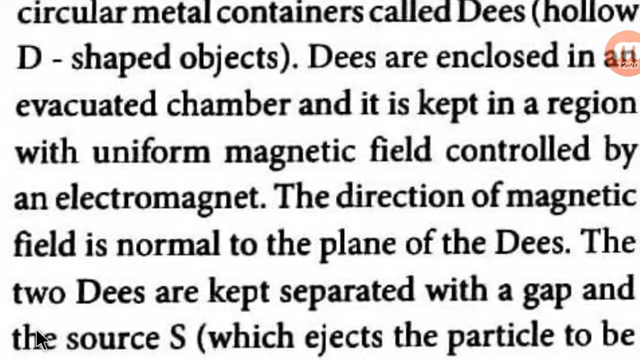 circular metal containers called Dees (hollow
D - shaped objects). Dees are enclosed in an
evacuated chamber and it is kept in a region
with uniform magnetic field controlled by
an electromagnet. The direction of magnetic
field is normal to the plane of the Dees. The
two Dees are kept separated with a gap and
the source S (which ejects the particle to be